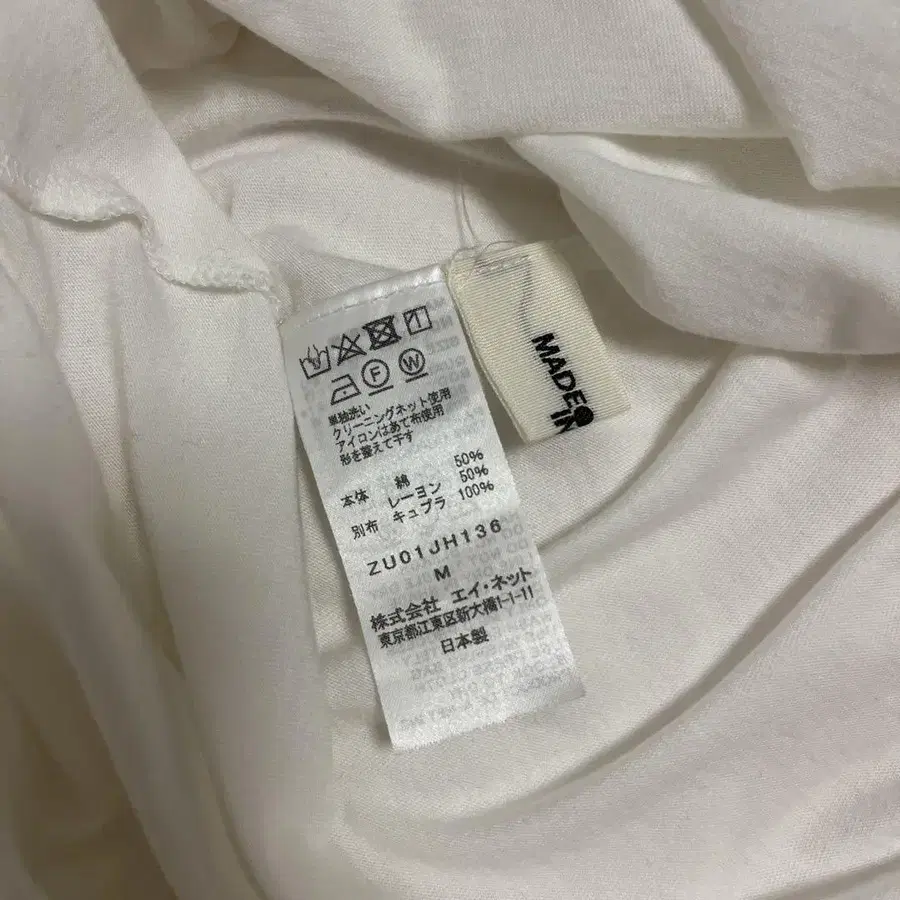 F W
単独洗い
クリーニングネット使用
アイロンはあて布使用
形を整えて干す
本体 綿 50%
レーヨン 50%
別布 キュプラ 100%
ZU01JH136
M
株式会社 エイ・ネット
東京都江東区新大橋1-1-11
日本製
MADE
IN